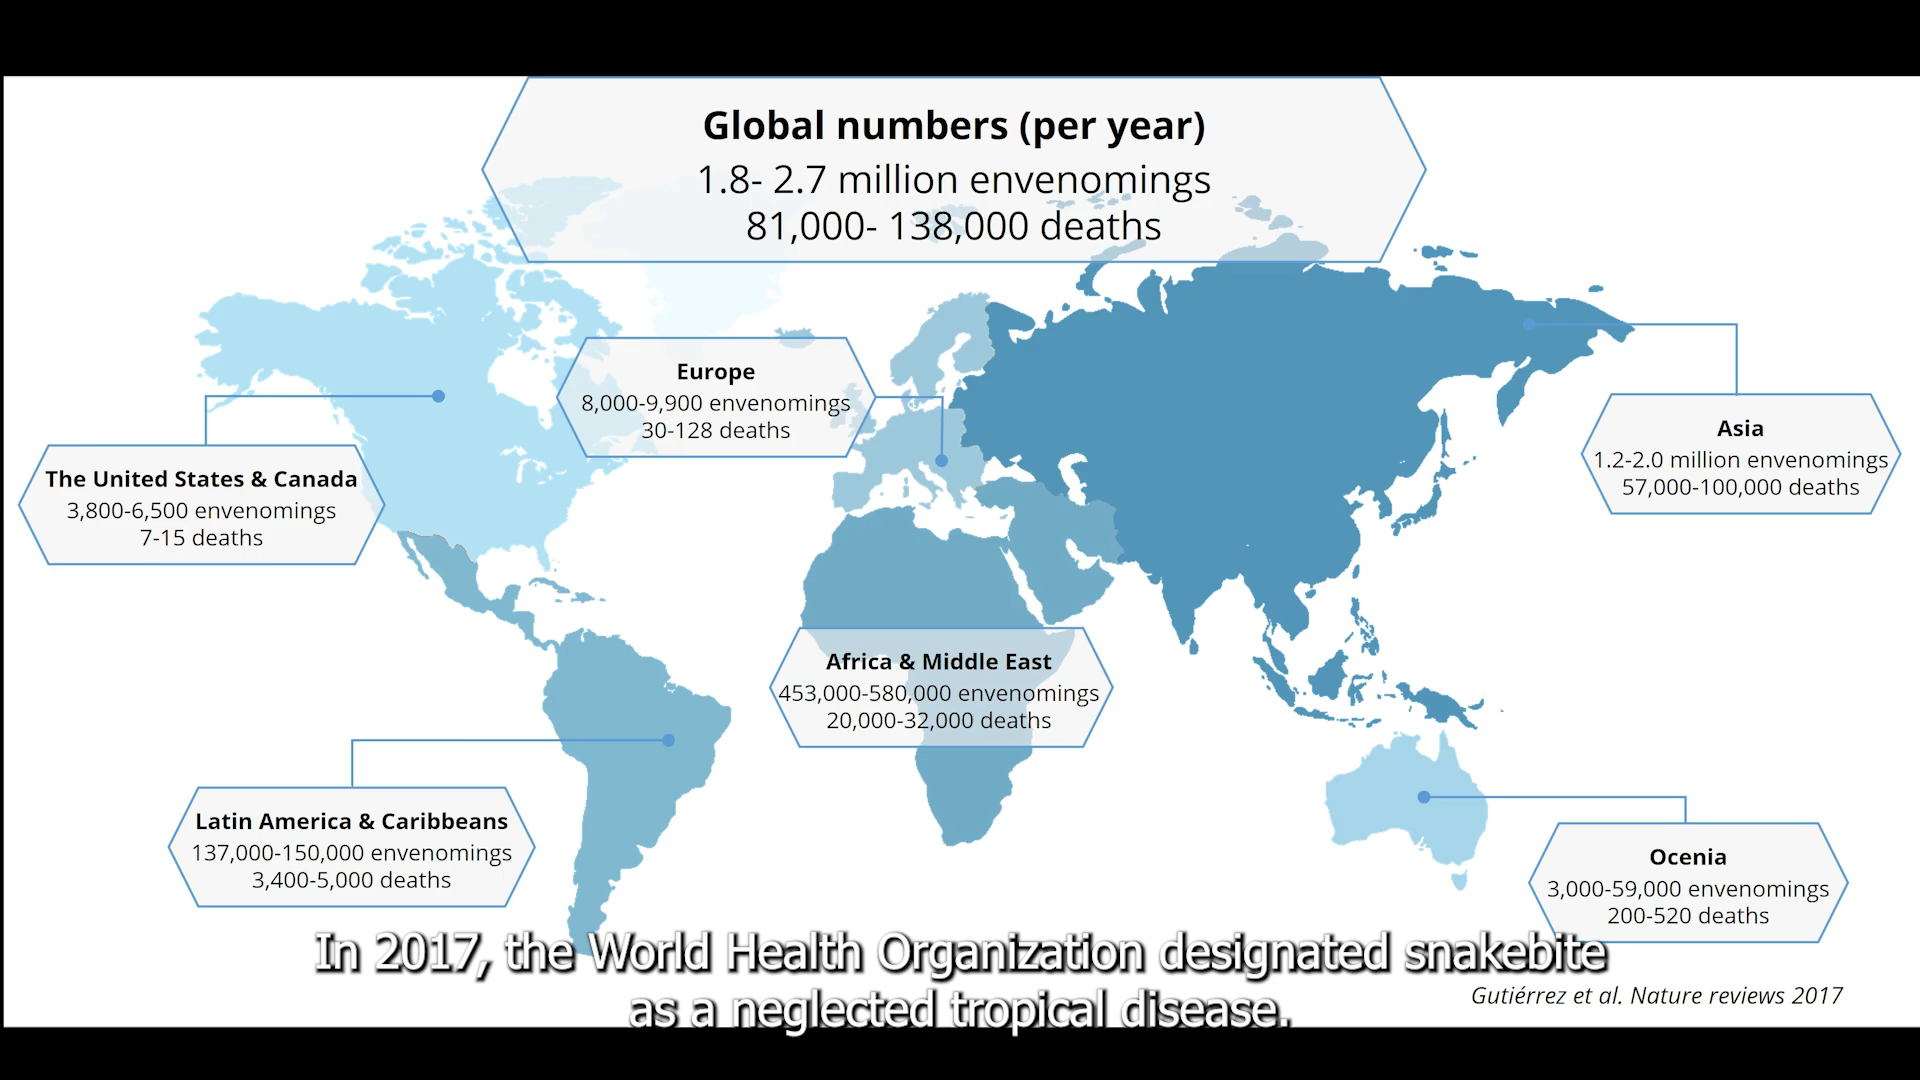 Global numbers (per year)
1.8- 2.7 million envenomings
81,000- 138,000 deaths
Europe
8,000-9,900 envenomings
30-128 deaths
Asia
1.2-2.0 million envenomings
57,000-100,000 deaths
The United States & Canada
3,800-6,500 envenomings
7-15 deaths
Africa & Middle East
453,000-580,000 envenomings
20,000-32,000 deaths
Latin America & Caribbeans
137,000-150,000 envenomings
3,400-5,000 deaths
Ocenia
3,000-59,000 envenomings
200-520 deaths
In 2017, the World Health Organization designated snakebite
as a neglected tropical disease.
Gutiérrez et al. Nature reviews 2017